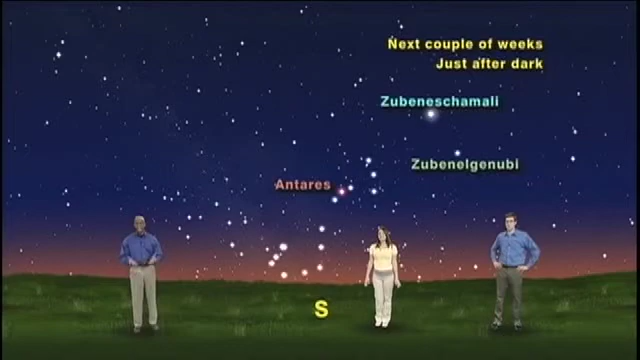 Next couple of weeks
Just after dark
Zubeneschamali
Zubenelgenubi
Antares
S